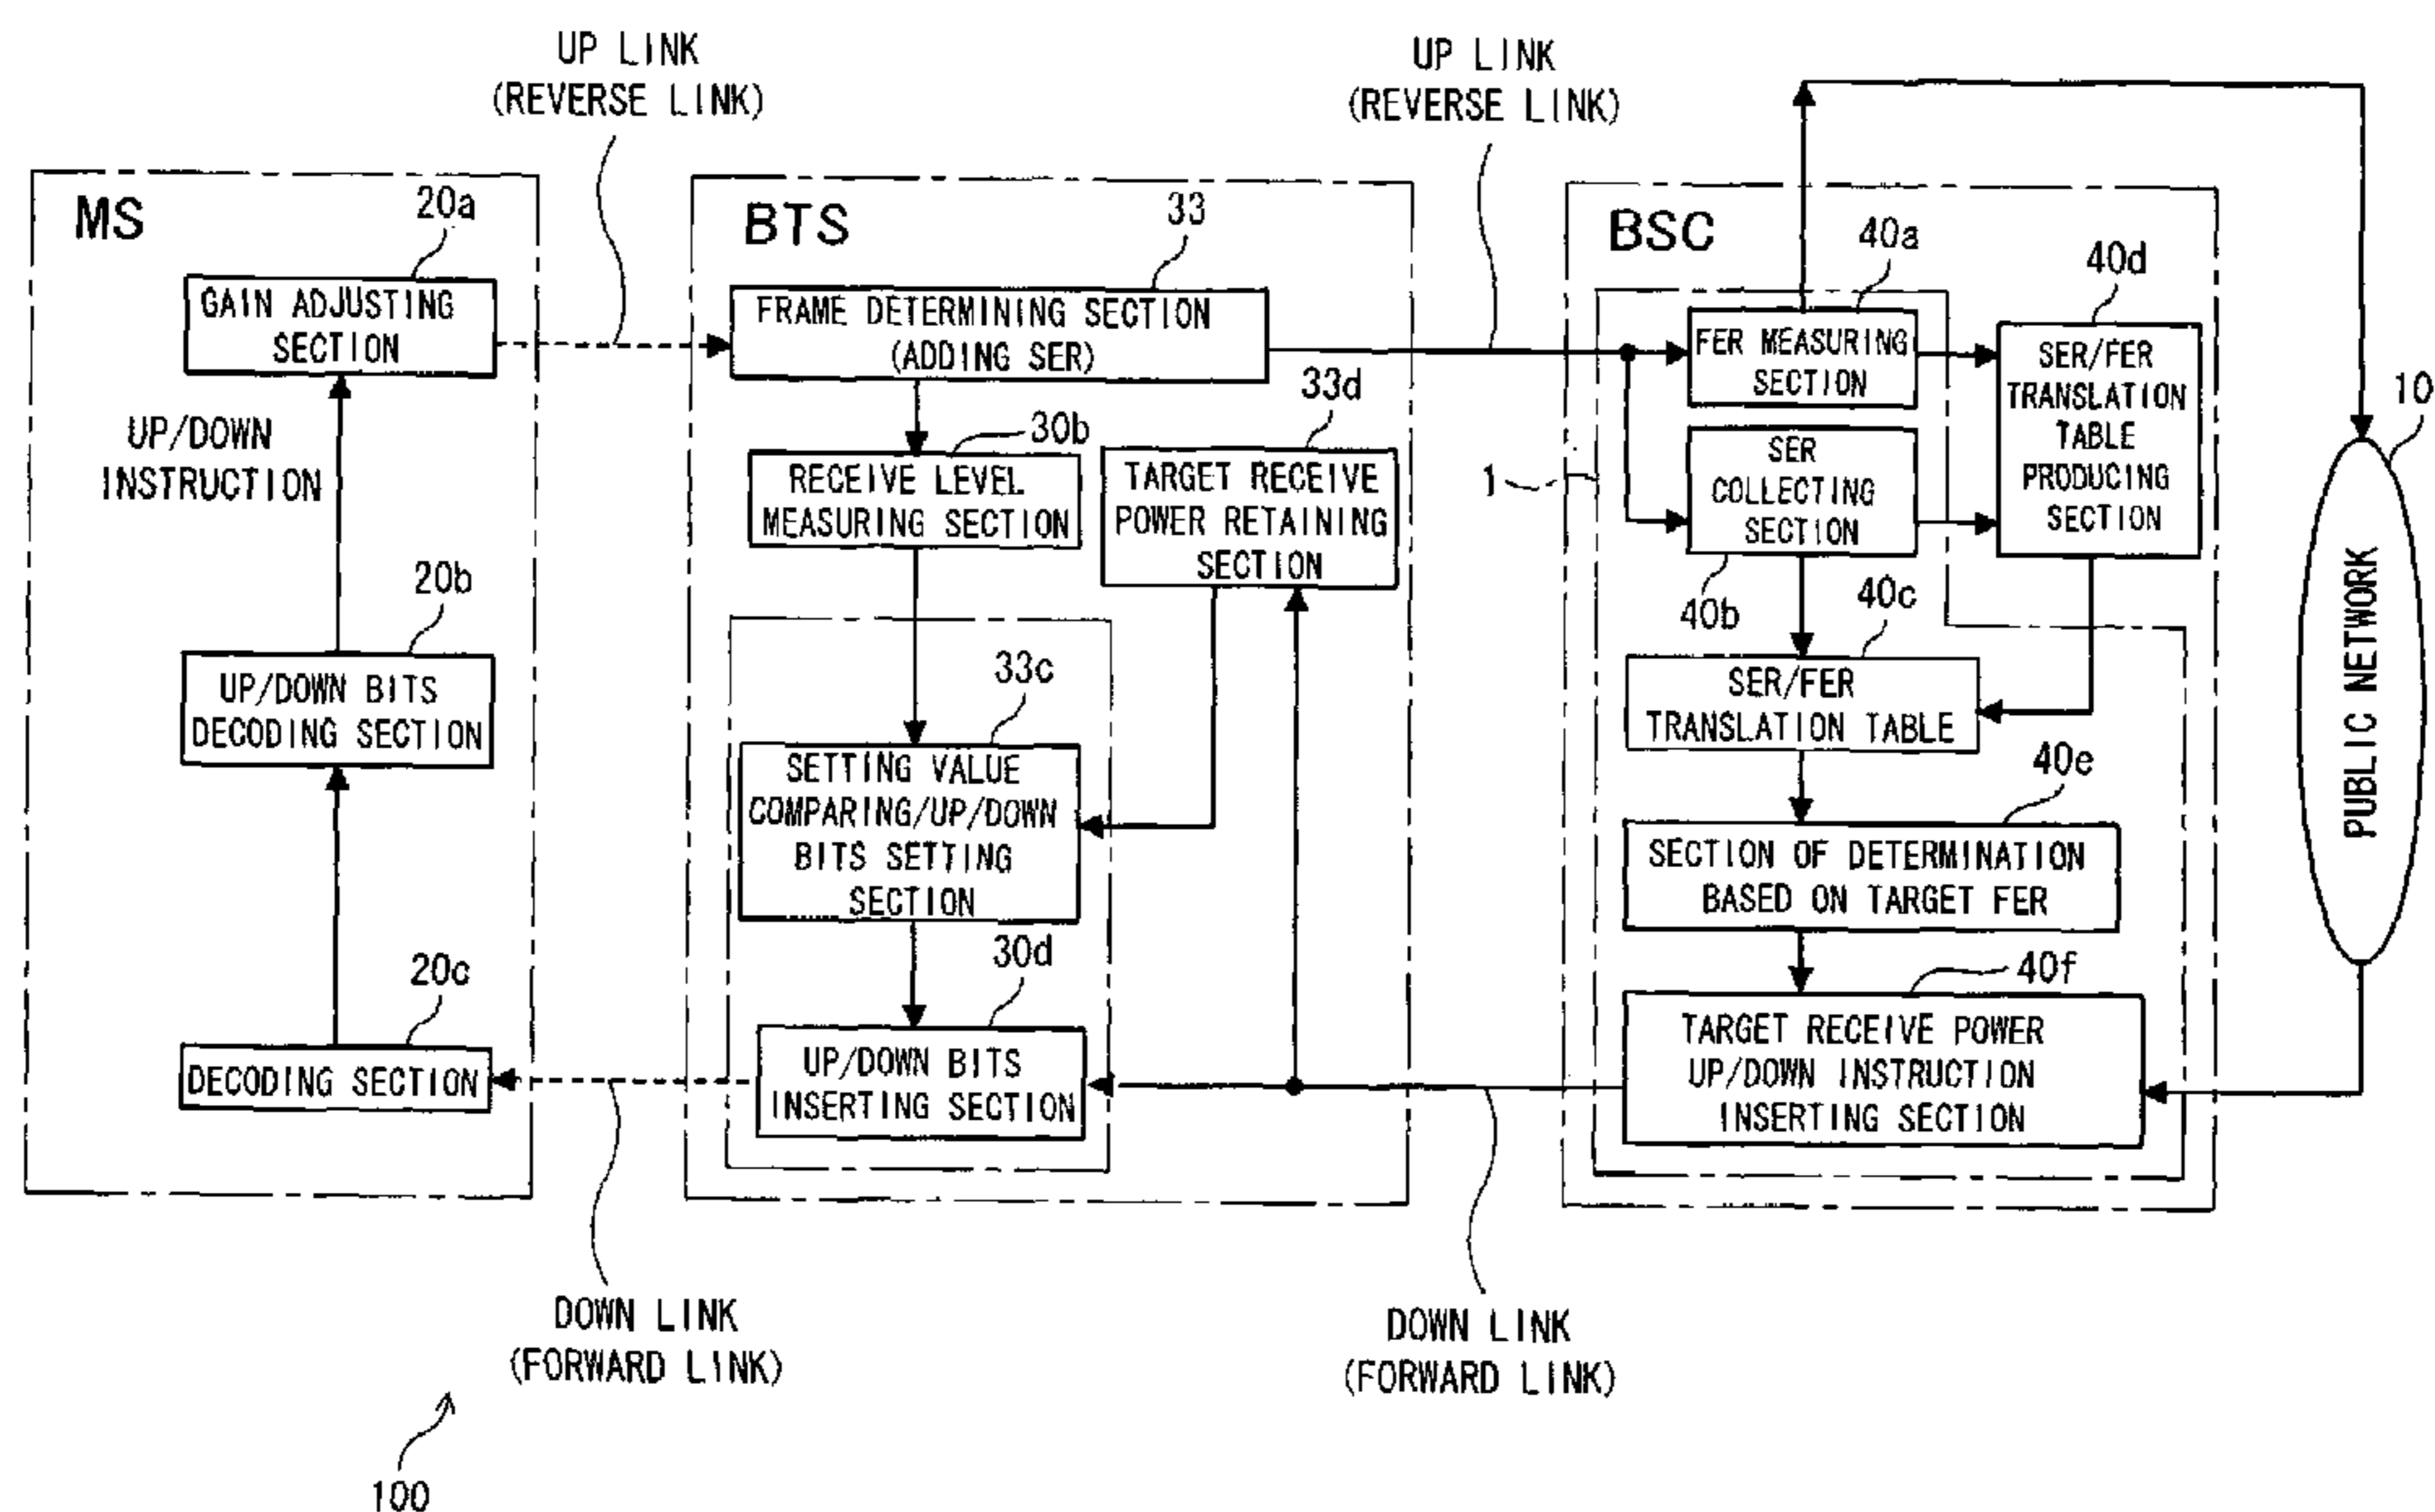 UP LINK
(REVERSE LINK)
UP LINK
(REVERSE LINK)
MS
20a
GAIN ADJUSTING
SECTION
UP/DOWN
INSTRUCTION
20b
UP/DOWN BITS
DECODING SECTION
20c
DECODING SECTION
BTS
33
FRAME DETERMINING SECTION
(ADDING SER)
30b
RECEIVE LEVEL
MEASURING SECTION
33d
TARGET RECEIVE
POWER RETAINING
SECTION
33c
SETTING VALUE
COMPARING/UP/DOWN
BITS SETTING
SECTION
30d
UP/DOWN BITS
INSERTING SECTION
BSC
40a
FER MEASURING
SECTION
40d
SER/FER
TRANSLATION
TABLE
PRODUCING
SECTION
1
SER
COLLECTING
SECTION
40b
40c
SER/FER
TRANSLATION TABLE
40e
SECTION OF DETERMINATION
BASED ON TARGET FER
40f
TARGET RECEIVE POWER
UP/DOWN INSTRUCTION
INSERTING SECTION
10
PUBLIC NETWORK
DOWN LINK
(FORWARD LINK)
DOWN LINK
(FORWARD LINK)
100